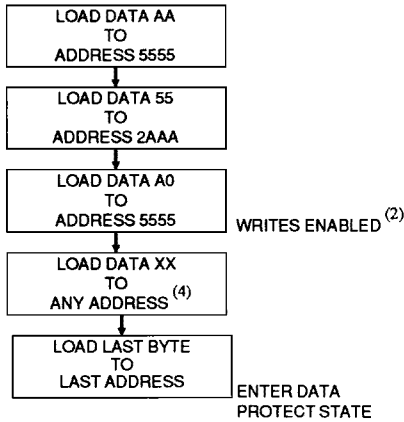 LOAD DATA AA
TO
ADDRESS 5555
LOAD DATA 55
TO
ADDRESS 2AAA
LOAD DATA A0
TO
ADDRESS 5555
WRITES ENABLED (2)
LOAD DATA XX
TO
ANY ADDRESS (4)
LOAD LAST BYTE
TO
LAST ADDRESS
ENTER DATA
PROTECT STATE